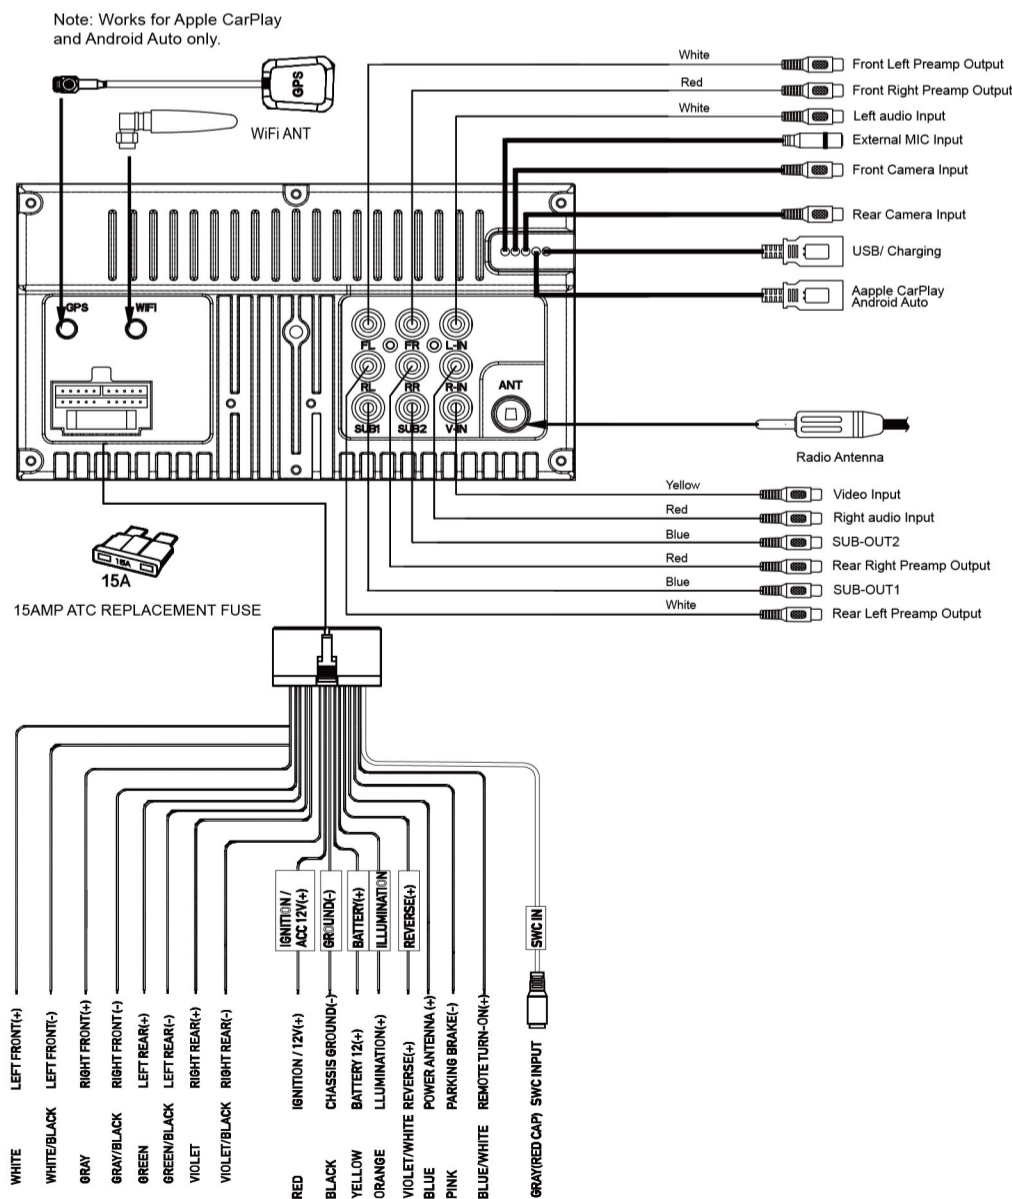 Note: Works for Apple CarPlay
and Android Auto only.
GPS
WiFi ANT
White
Front Left Preamp Output
Red
Front Right Preamp Output
White
Left audio Input
External MIC Input
Front Camera Input
Rear Camera Input
USB/ Charging
Aapple CarPlay
Android Auto
GPS
WIFI
FL
FR
L-IN
RL
RR
R-IN
SUB1
SUB2
V-IN
ANT
Radio Antenna
Yellow
Video Input
Red
Right audio Input
Blue
SUB-OUT2
Red
Rear Right Preamp Output
Blue
SUB-OUT1
White
Rear Left Preamp Output
15A
15A
15AMP ATC REPLACEMENT FUSE
IGNITION /
ACC 12V(+)
GROUND(-)
BATTERY(+)
ILLUMINATION
REVERSE(+)
SWC IN
WHITE LEFT FRONT(+)
WHITE/BLACK LEFT FRONT(-)
GRAY RIGHT FRONT(+)
GRAY/BLACK RIGHT FRONT(-)
GREEN LEFT REAR(+)
GREEN/BLACK LEFT REAR(-)
VIOLET RIGHT REAR(+)
VIOLET/BLACK RIGHT REAR(-)
RED IGNITION / 12V(+)
BLACK CHASSIS GROUND(-)
YELLOW BATTERY 12(+)
ORANGE LLUMINATION(+)
VIOLET/WHITE REVERSE(+)
BLUE POWER ANTENNA (+)
PINK PARKING BRAKE(-)
BLUE/WHITE REMOTE TURN-ON(+)
GRAY(RED CAP) SWC INPUT